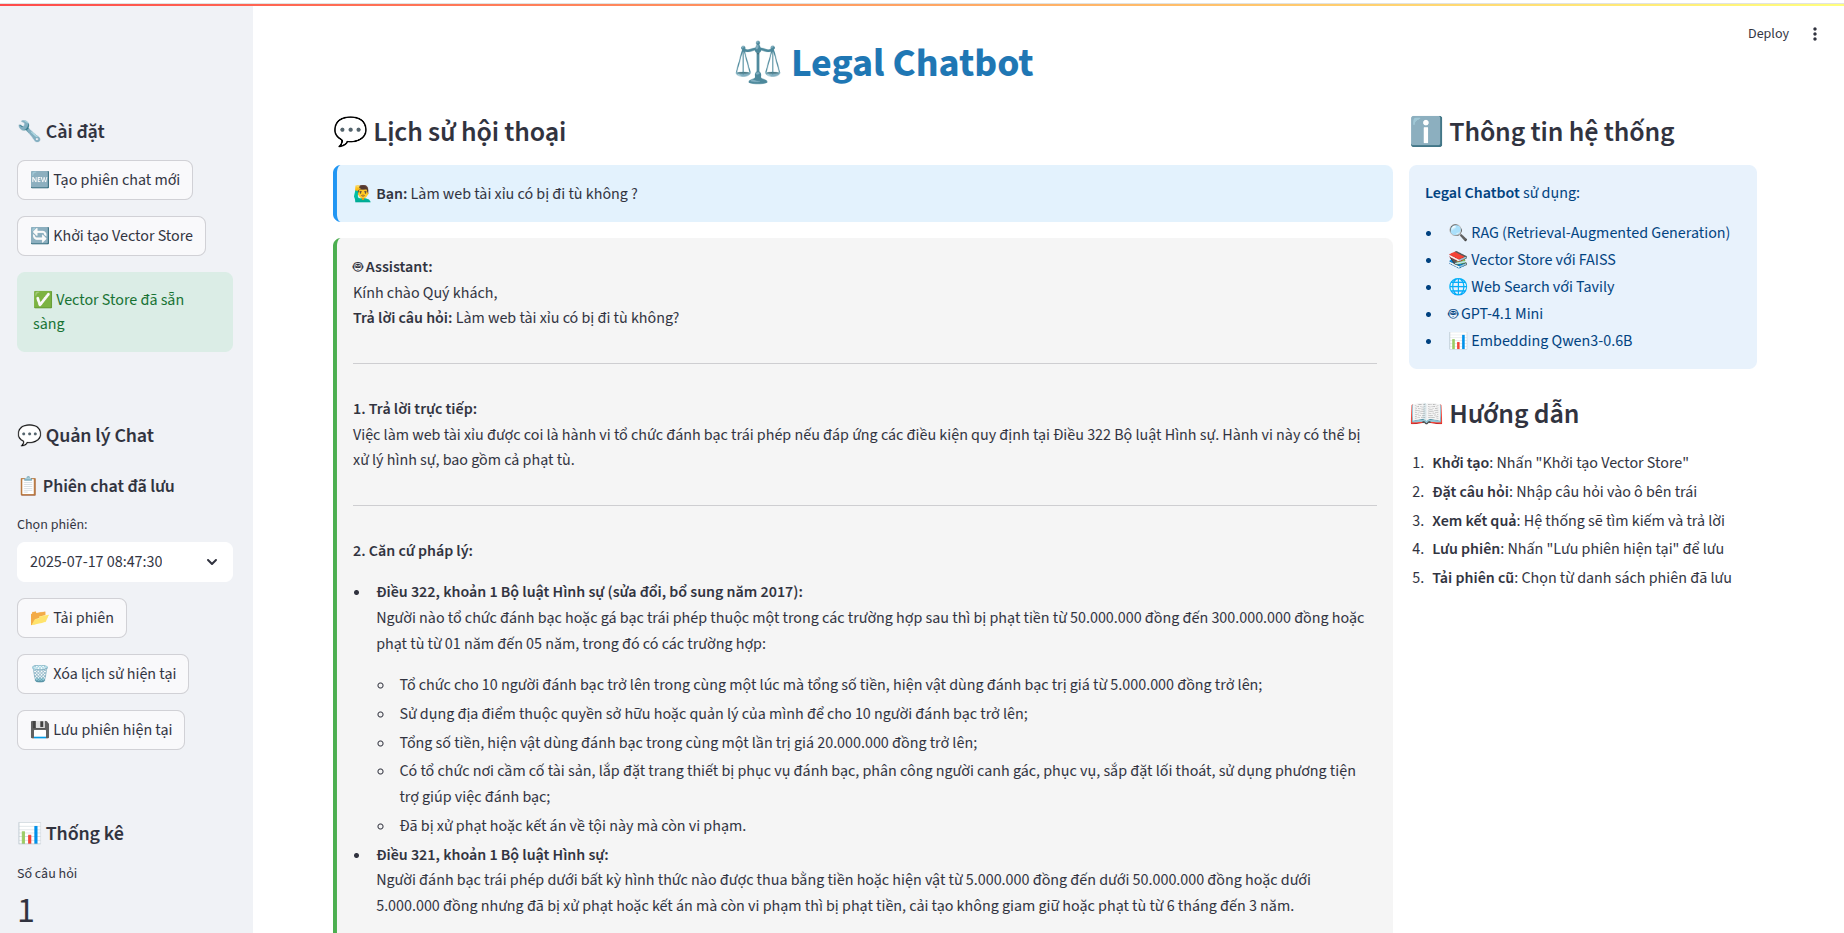 Deploy
Legal Chatbot
Cài đặt
NEW Tạo phiên chat mới
Khởi tạo Vector Store
Vector Store đã sẵn
sàng
Quản lý Chat
Phiên chat đã lưu
Chọn phiên:
2025-07-17 08:47:30
Tải phiên
Xóa lịch sử hiện tại
Lưu phiên hiện tại
Thống kê
Số câu hỏi
1
Lịch sử hội thoại
Bạn: Làm web tài xỉu có bị đi tù không ?
Assistant:
Kính chào Quý khách,
Trả lời câu hỏi: Làm web tài xỉu có bị đi tù không?
1. Trả lời trực tiếp:
Việc làm web tài xỉu được coi là hành vi tổ chức đánh bạc trái phép nếu đáp ứng các điều kiện quy định tại Điều 322 Bộ luật Hình sự. Hành vi này có thể bị
xử lý hình sự, bao gồm cả phạt tù.
2. Căn cứ pháp lý:
• Điều 322, khoản 1 Bộ luật Hình sự (sửa đổi, bổ sung năm 2017):
Người nào tổ chức đánh bạc hoặc gá bạc trái phép thuộc một trong các trường hợp sau thì bị phạt tiền từ 50.000.000 đồng đến 300.000.000 đồng hoặc
phạt tù từ 01 năm đến 05 năm, trong đó có các trường hợp:
◦ Tổ chức cho 10 người đánh bạc trở lên trong cùng một lúc mà tổng số tiền, hiện vật dùng đánh bạc trị giá từ 5.000.000 đồng trở lên;
◦ Sử dụng địa điểm thuộc quyền sở hữu hoặc quản lý của mình để cho 10 người đánh bạc trở lên;
◦ Tổng số tiền, hiện vật dùng đánh bạc trong cùng một lần trị giá 20.000.000 đồng trở lên;
◦ Có tổ chức nơi cầm cố tài sản, lắp đặt trang thiết bị phục vụ đánh bạc, phân công người canh gác, phục vụ, sắp đặt lối thoát, sử dụng phương tiện
trợ giúp việc đánh bạc;
◦ Đã bị xử phạt hoặc kết án về tội này mà còn vi phạm.
• Điều 321, khoản 1 Bộ luật Hình sự:
Người đánh bạc trái phép dưới bất kỳ hình thức nào được thua bằng tiền hoặc hiện vật từ 5.000.000 đồng đến dưới 50.000.000 đồng hoặc dưới
5.000.000 đồng nhưng đã bị xử phạt hoặc kết án mà còn vi phạm thì bị phạt tiền, cải tạo không giam giữ hoặc phạt tù từ 6 tháng đến 3 năm.
Thông tin hệ thống
Legal Chatbot sử dụng:
• RAG (Retrieval-Augmented Generation)
• Vector Store với FAISS
• Web Search với Tavily
• GPT-4.1 Mini
• Embedding Qwen3-0.6B
Hướng dẫn
1. Khởi tạo: Nhấn "Khởi tạo Vector Store"
2. Đặt câu hỏi: Nhập câu hỏi vào ô bên trái
3. Xem kết quả: Hệ thống sẽ tìm kiếm và trả lời
4. Lưu phiên: Nhấn "Lưu phiên hiện tại" để lưu
5. Tải phiên cũ: Chọn từ danh sách phiên đã lưu